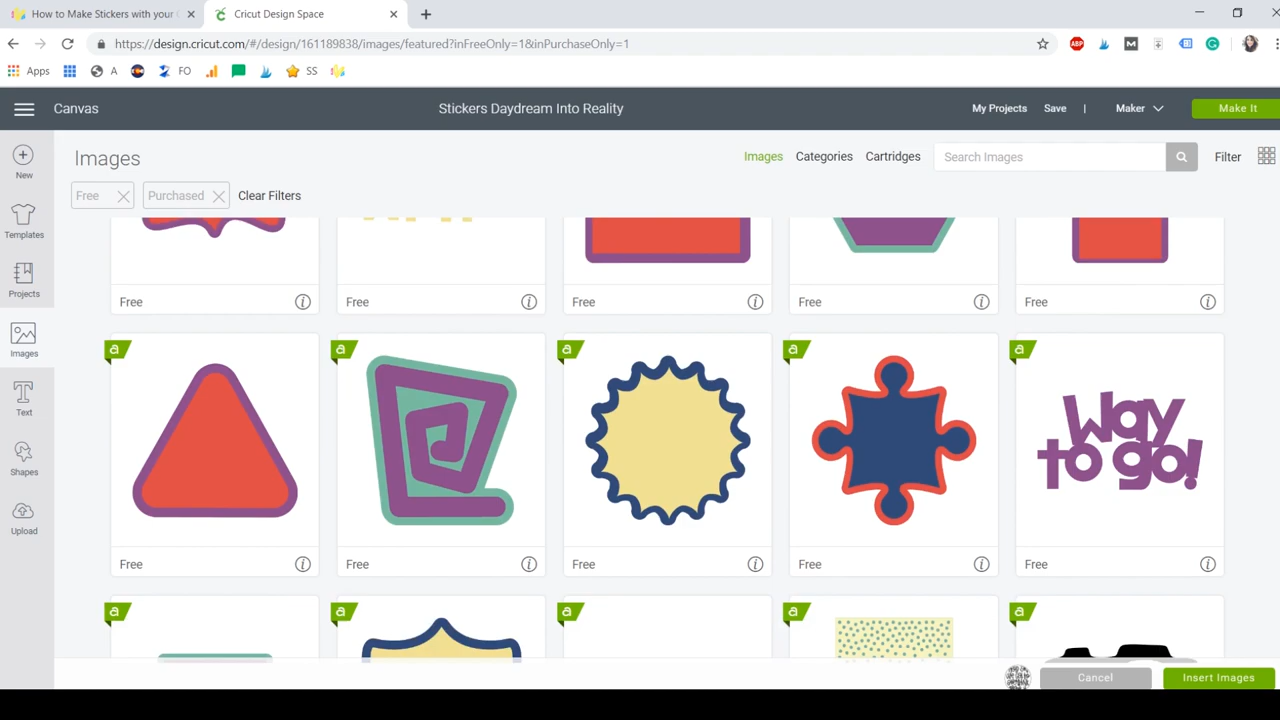 How to Make Stickers with your
Cricut Design Space
https://design.cricut.com/#/design/161189838/images/featured?inFreeOnly=1&inPurchaseOnly=1
ABP
M
G
Apps
A
FO
SS
Canvas
Stickers Daydream Into Reality
My Projects
Save
|
Maker
Make It
New
Templates
Projects
Images
Text
Shapes
Upload
Images
Images
Categories
Cartridges
Search Images
Filter
Free
Purchased
Clear Filters
Free
Free
Free
Free
Free
a
a
a
a
a
Way
to go!
Free
Free
Free
Free
Free
a
a
a
a
a
Cancel
Insert Images